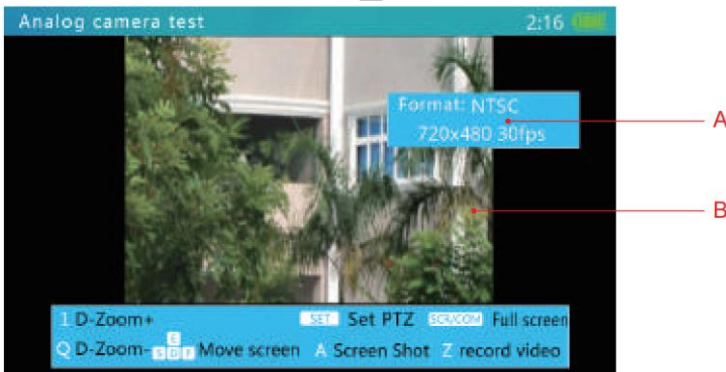 Analog camera test 2:16
Format: NTSC
720x480 30fps
A
B
1 D-Zoom+ SET Set PTZ SCR/COM Full screen
E
Q D-Zoom- S D F Move screen A Screen Shot Z record video